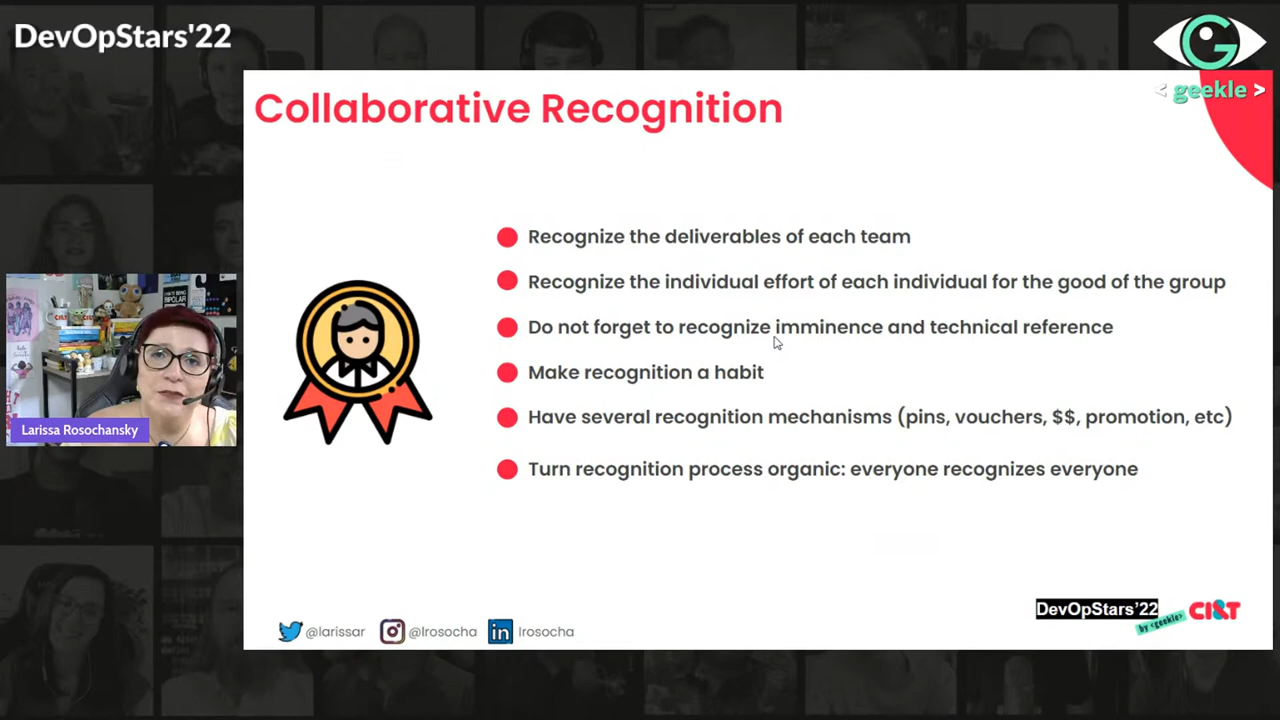 DevOpStars'22
< geekle >
Collaborative Recognition
Recognize the deliverables of each team
Recognize the individual effort of each individual for the good of the group
Do not forget to recognize imminence and technical reference
Make recognition a habit
Have several recognition mechanisms (pins, vouchers, $$, promotion, etc)
Turn recognition process organic: everyone recognizes everyone
Larissa Rosochansky
@larissar
@lrosocha
lrosocha
DevOpStars'22
by <geekle>
CI&T